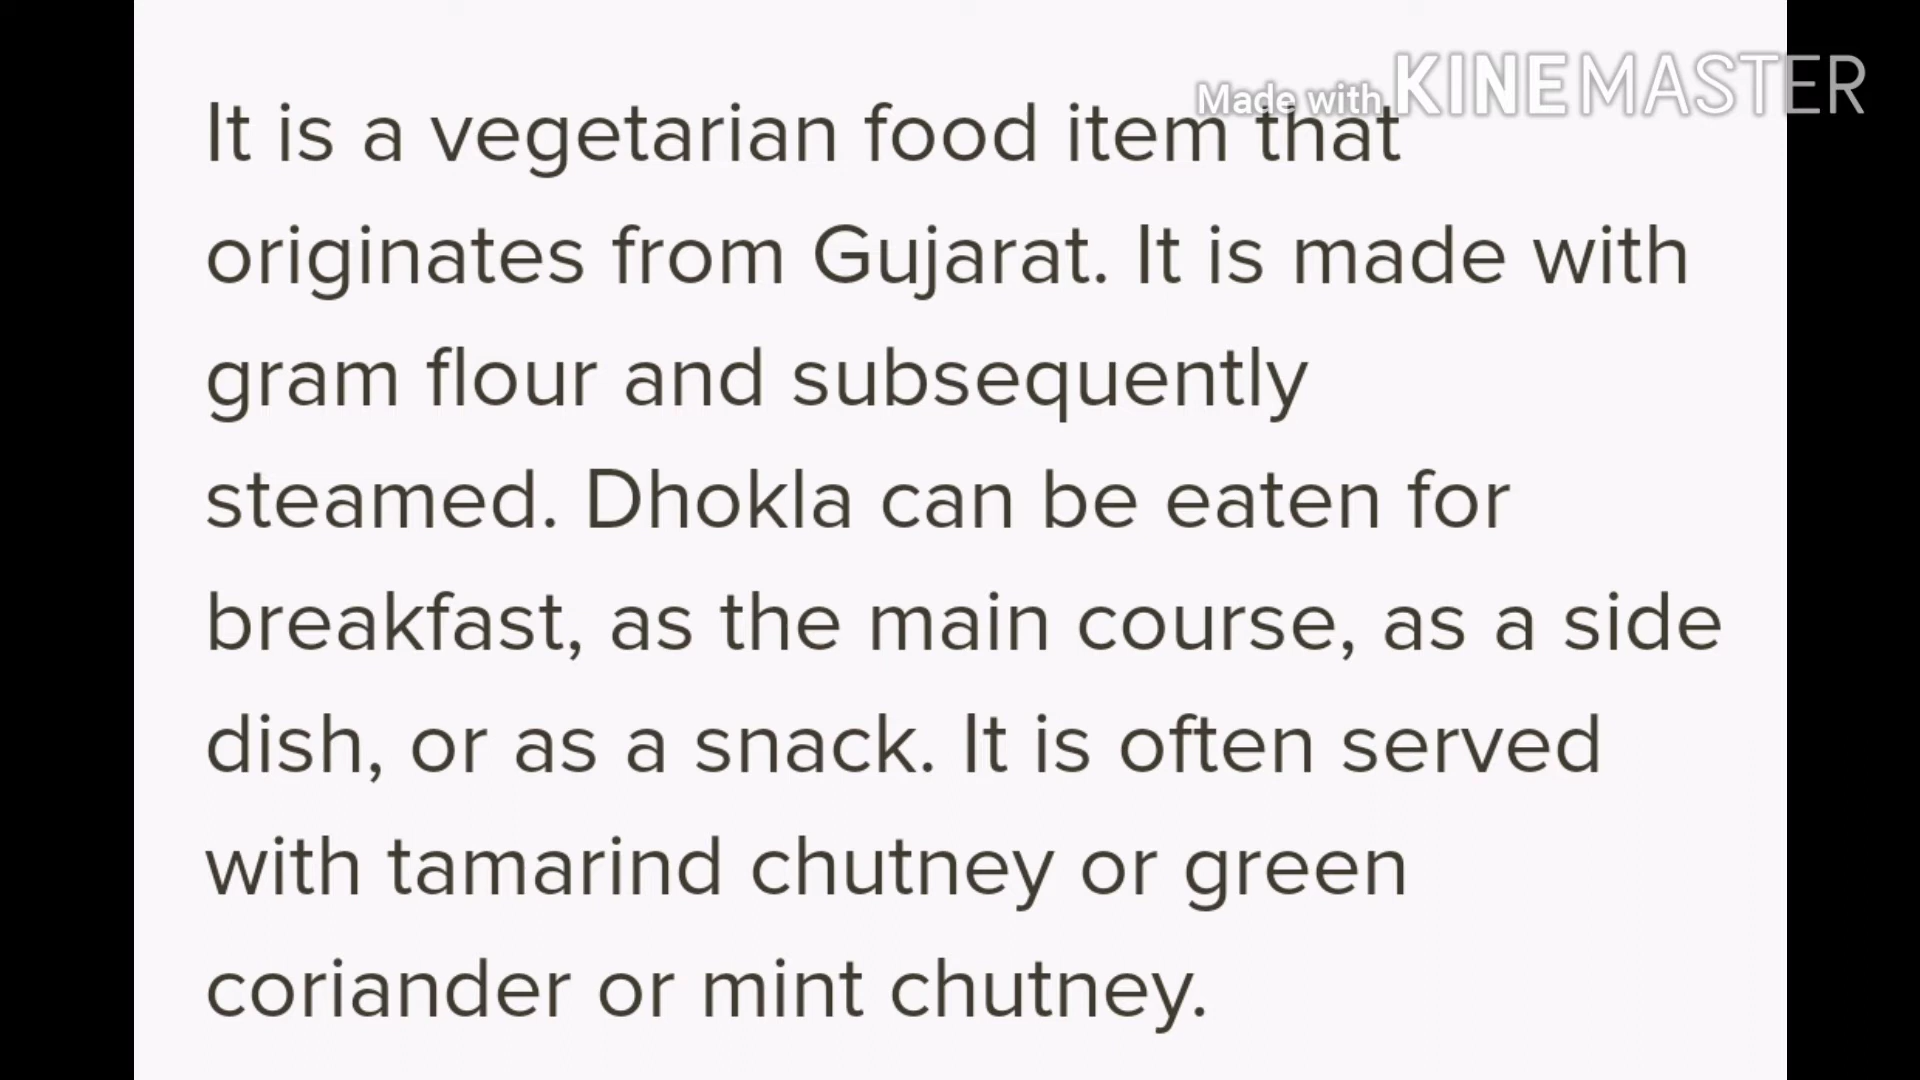 Made with KINEMASTER
It is a vegetarian food item that
originates from Gujarat. It is made with
gram flour and subsequently
steamed. Dhokla can be eaten for
breakfast, as the main course, as a side
dish, or as a snack. It is often served
with tamarind chutney or green
coriander or mint chutney.